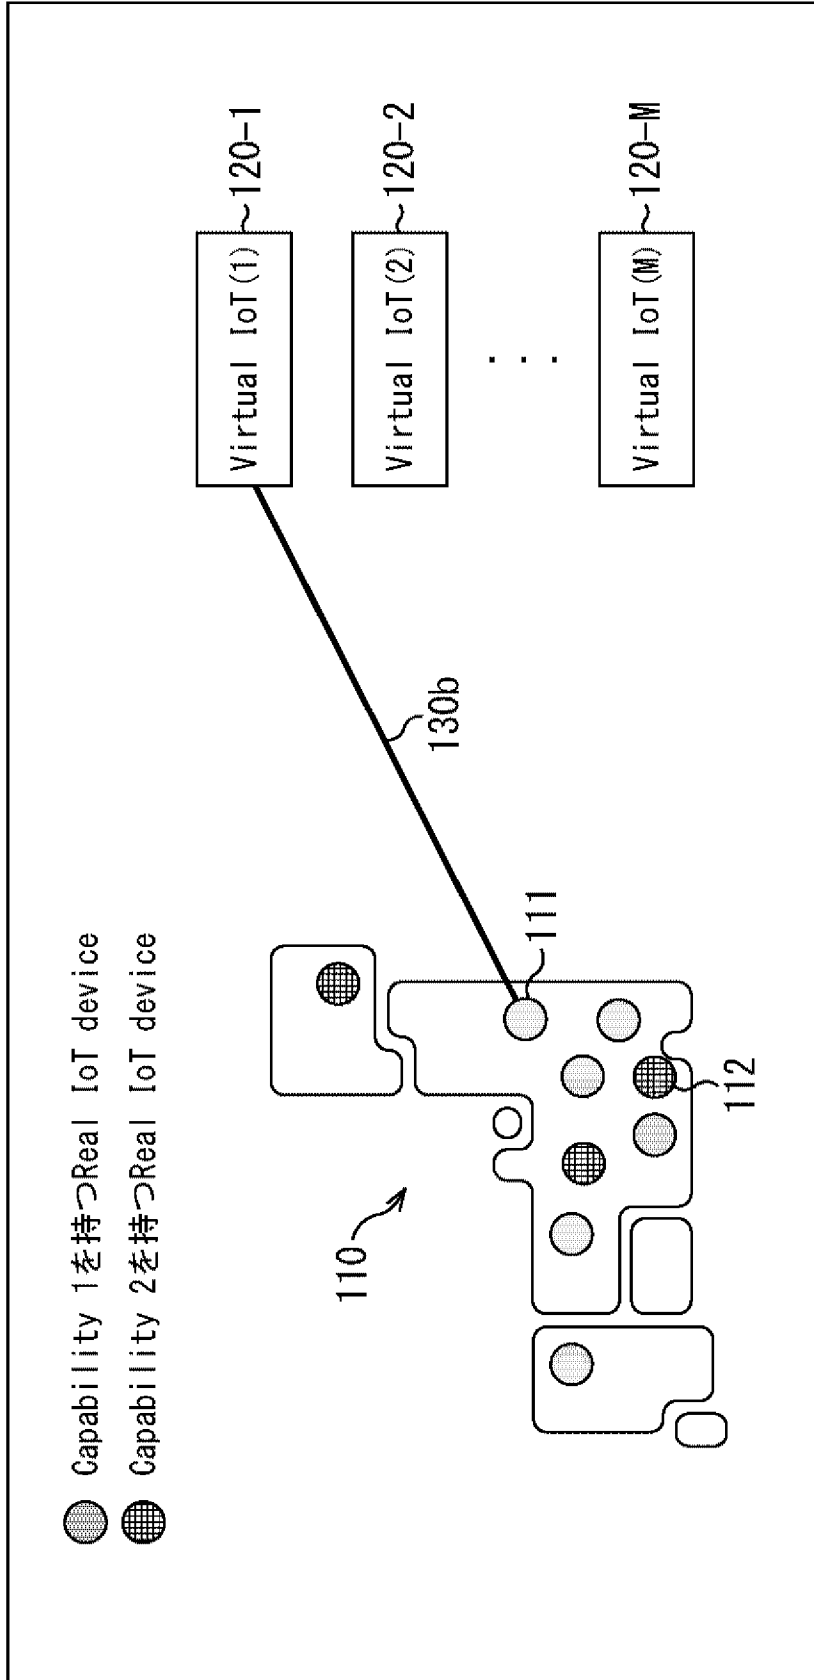 Capability 1を持つReal IoT device
Capability 2を持つReal IoT device
110
111
112
130b
Virtual IoT(1)
120-1
Virtual IoT(2)
120-2
. . .
Virtual IoT(M)
120-M